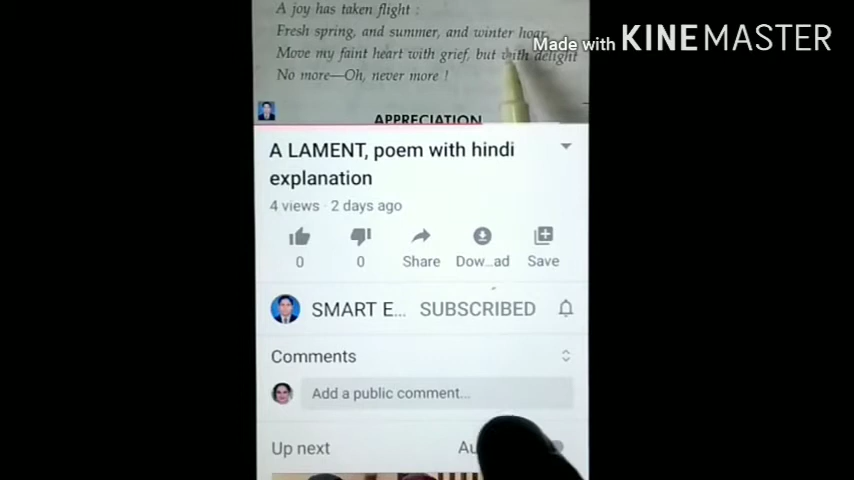 A joy has taken flight :
Fresh spring, and summer, and winter hoar,
Move my faint heart with grief, but with delight
No more—Oh, never more !
Made with KINEMASTER
APPRECIATION
A LAMENT, poem with hindi
explanation
4 views · 2 days ago
0
0
Share
Dow...ad
Save
SMART E...
SUBSCRIBED
Comments
Add a public comment...
Up next
Au